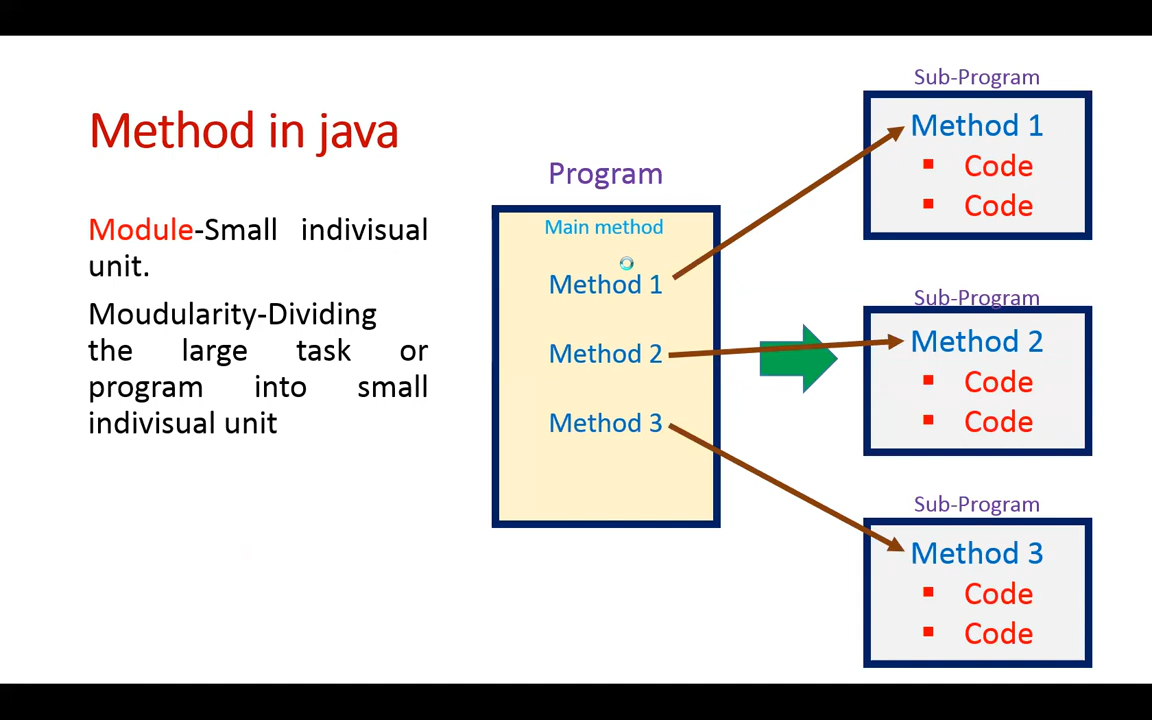 Method in java
Module-Small indivisual
unit.
Moudularity-Dividing
the large task or
program into small
indivisual unit
Program
Main method
Method 1
Method 2
Method 3
Sub-Program
Method 1
▪ Code
▪ Code
Sub-Program
Method 2
▪ Code
▪ Code
Sub-Program
Method 3
▪ Code
▪ Code